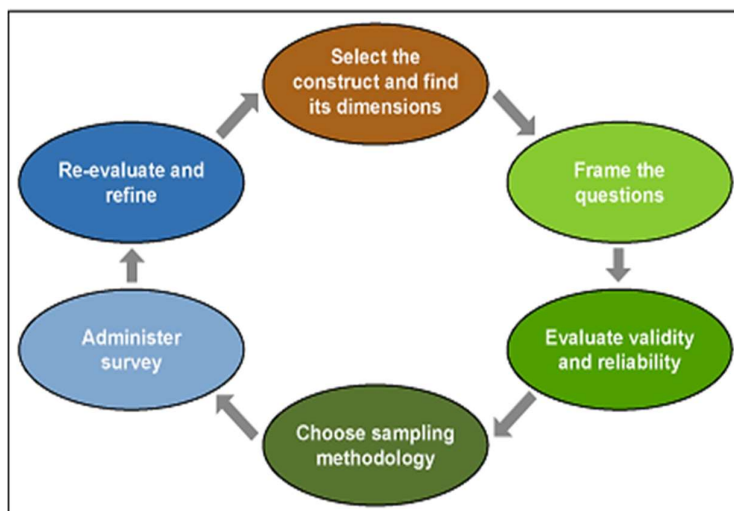 Select the
construct and find
its dimensions
Frame the
questions
Evaluate validity
and reliability
Choose sampling
methodology
Administer
survey
Re-evaluate and
refine